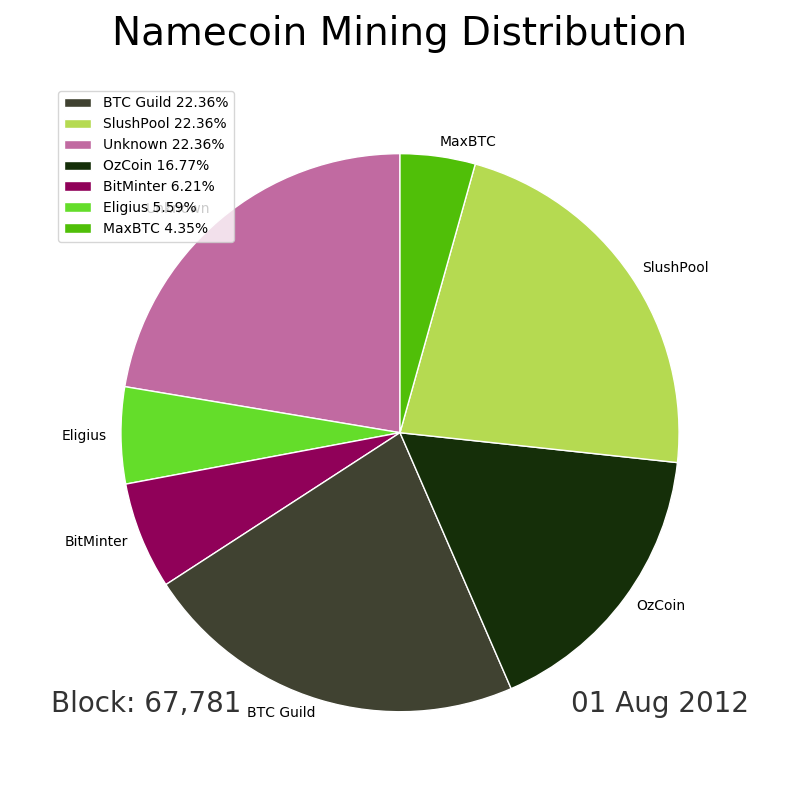 Namecoin Mining Distribution
BTC Guild 22.36%
SlushPool 22.36%
Unknown 22.36%
OzCoin 16.77%
BitMinter 6.21%
Eligius 5.59%
MaxBTC 4.35%
MaxBTC
Unknown
SlushPool
Eligius
BitMinter
OzCoin
BTC Guild
Block: 67,781
01 Aug 2012